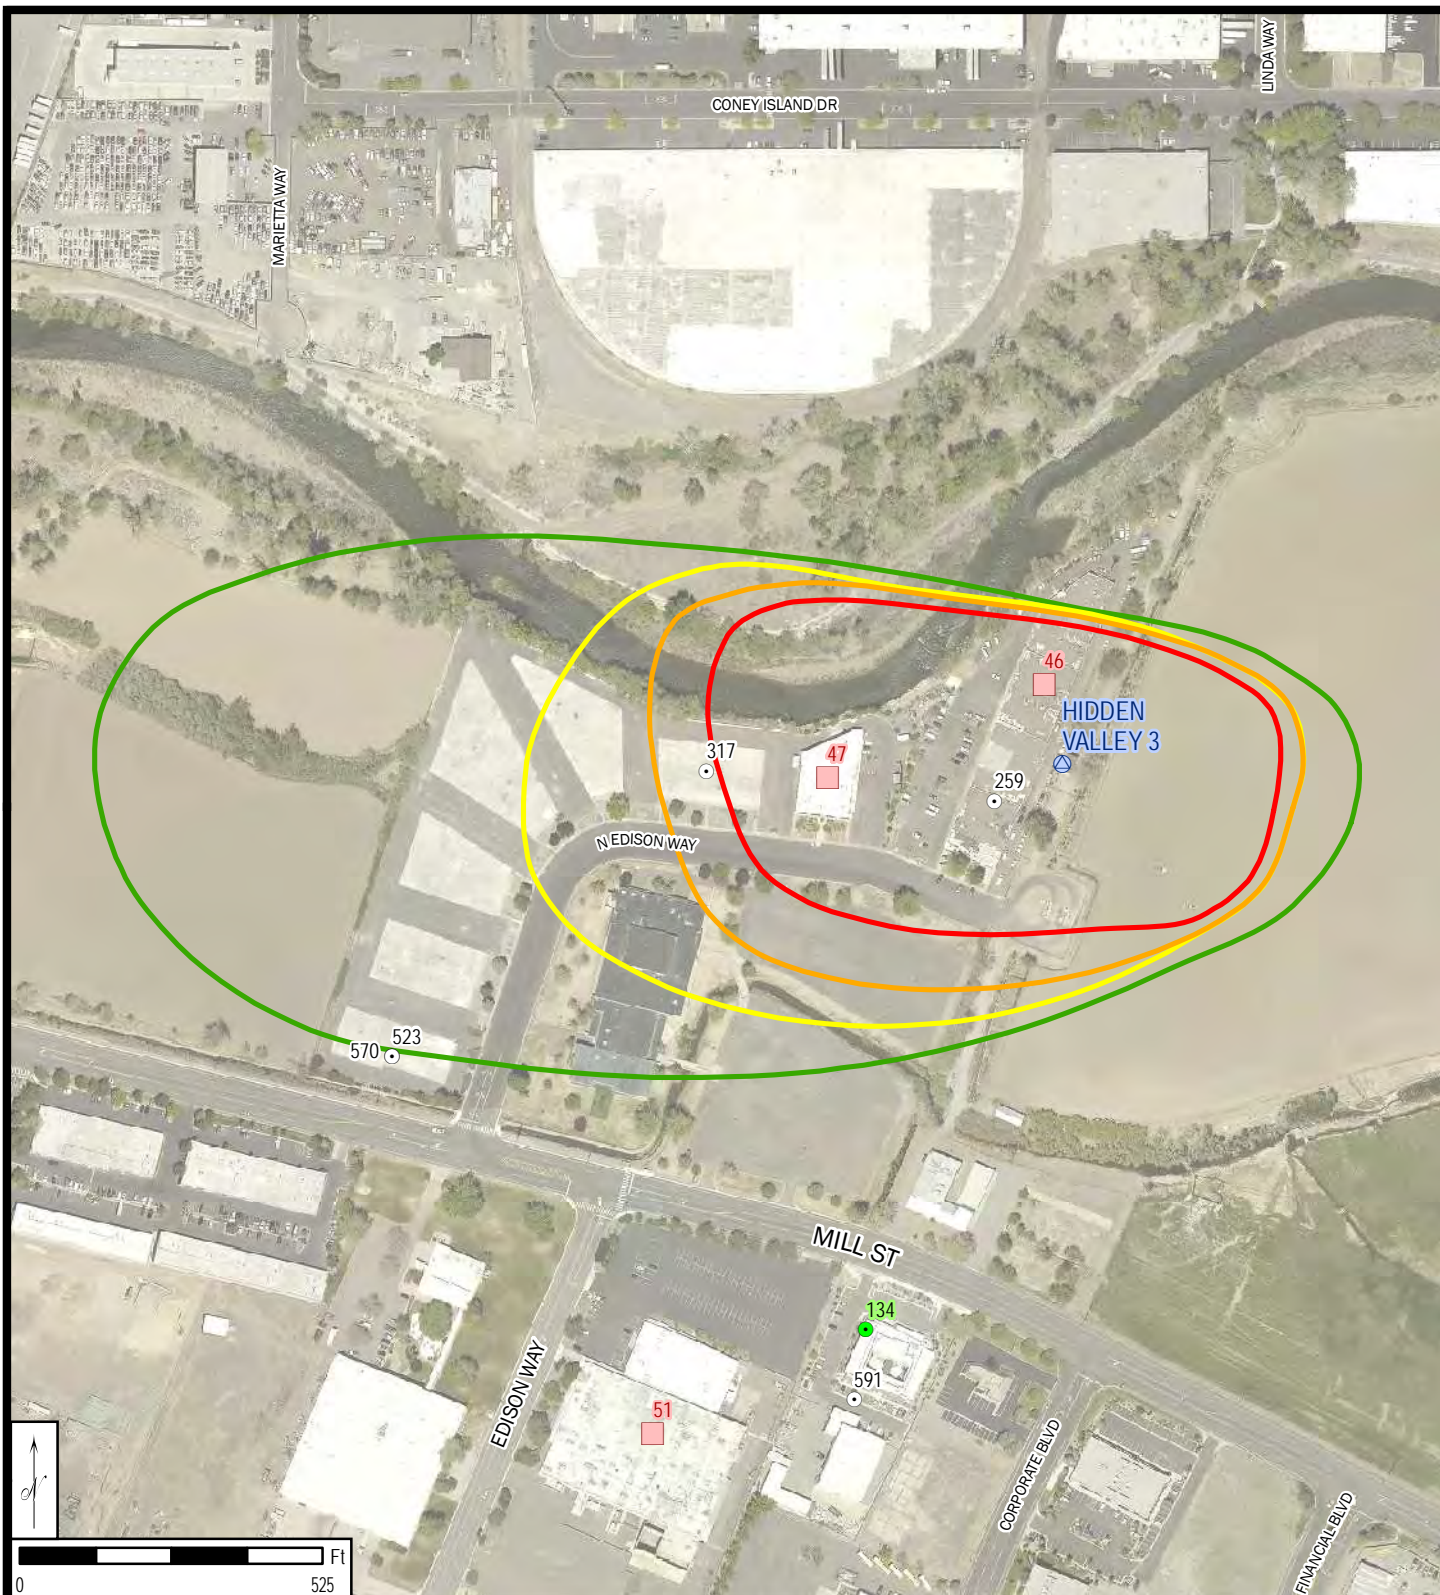 LINDA WAY
CONEY ISLAND DR
MARIETTA WAY
46
HIDDEN
VALLEY 3
317
47
259
N EDISON WAY
523
570
MILL ST
134
591
EDISON WAY
51
CORPORATE BLVD
FINANCIAL BLVD
N
Ft
0
525